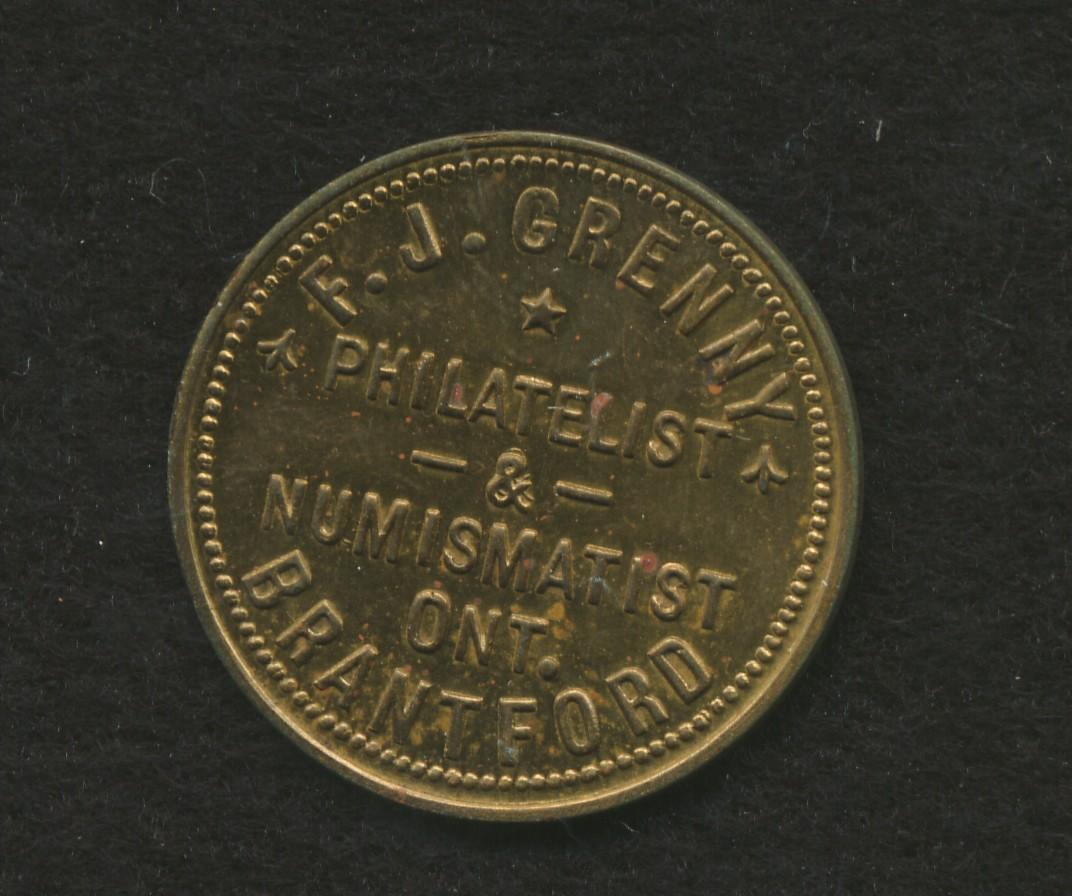 F. J. GRENNY
PHILATELIST
- & -
NUMISMATIST
ONT.
BRANTFORD